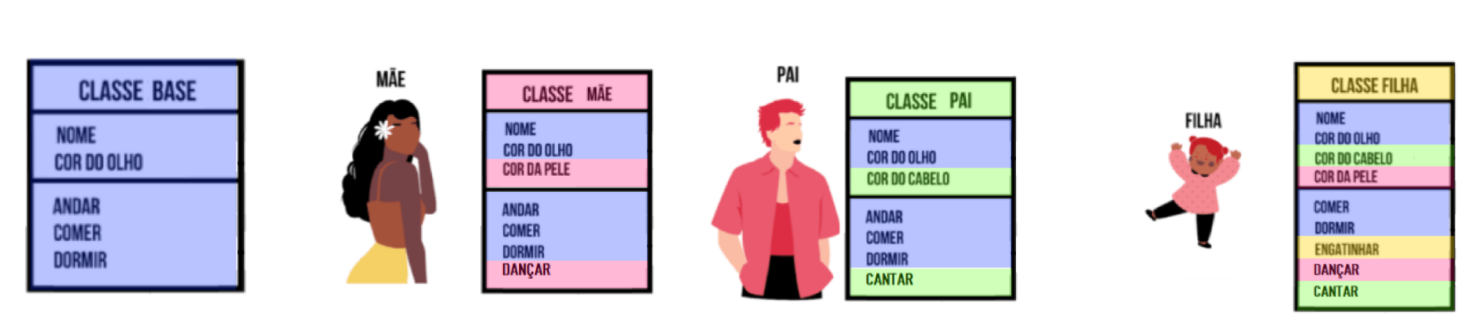 CLASSE BASE
NOME
COR DO OLHO
ANDAR
COMER
DORMIR
MÃE
CLASSE MÃE
NOME
COR DO OLHO
COR DA PELE
ANDAR
COMER
DORMIR
DANÇAR
PAI
CLASSE PAI
NOME
COR DO OLHO
COR DO CABELO
ANDAR
COMER
DORMIR
CANTAR
FILHA
CLASSE FILHA
NOME
COR DO OLHO
COR DO CABELO
COR DA PELE
COMER
DORMIR
ENGATINHAR
DANÇAR
CANTAR